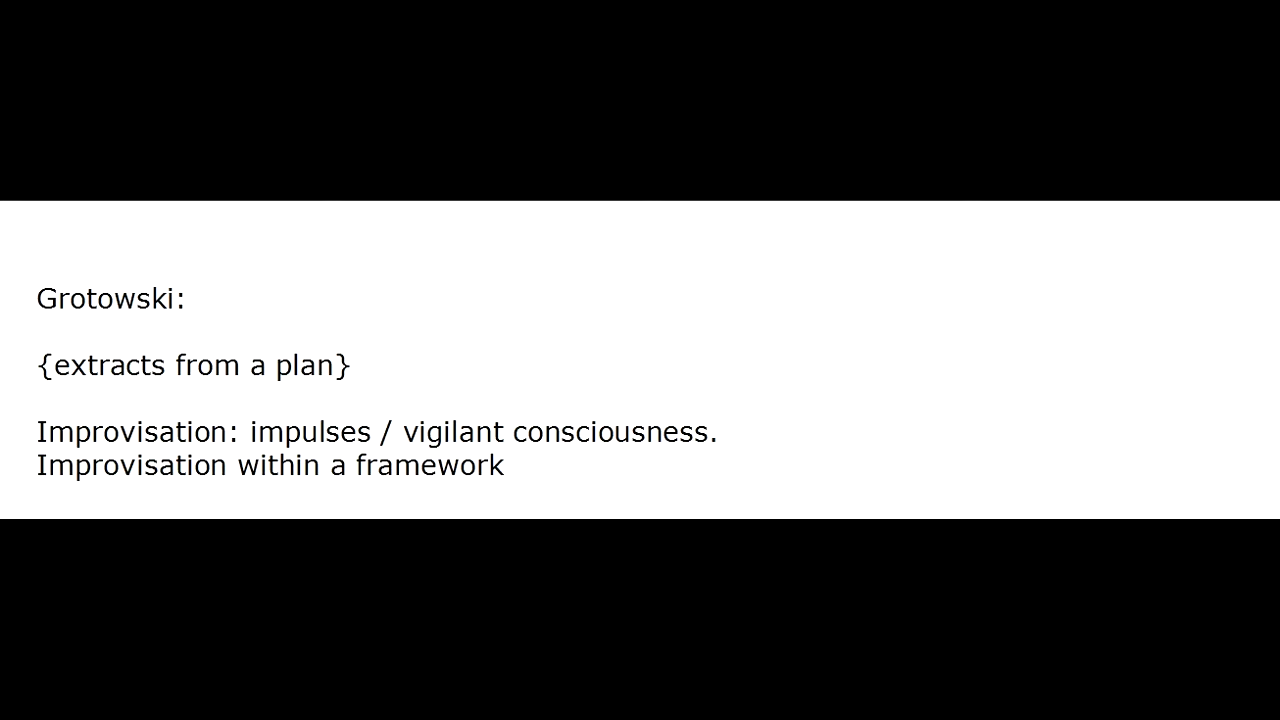 Grotowski:
{extracts from a plan}
Improvisation: impulses / vigilant consciousness.
Improvisation within a framework